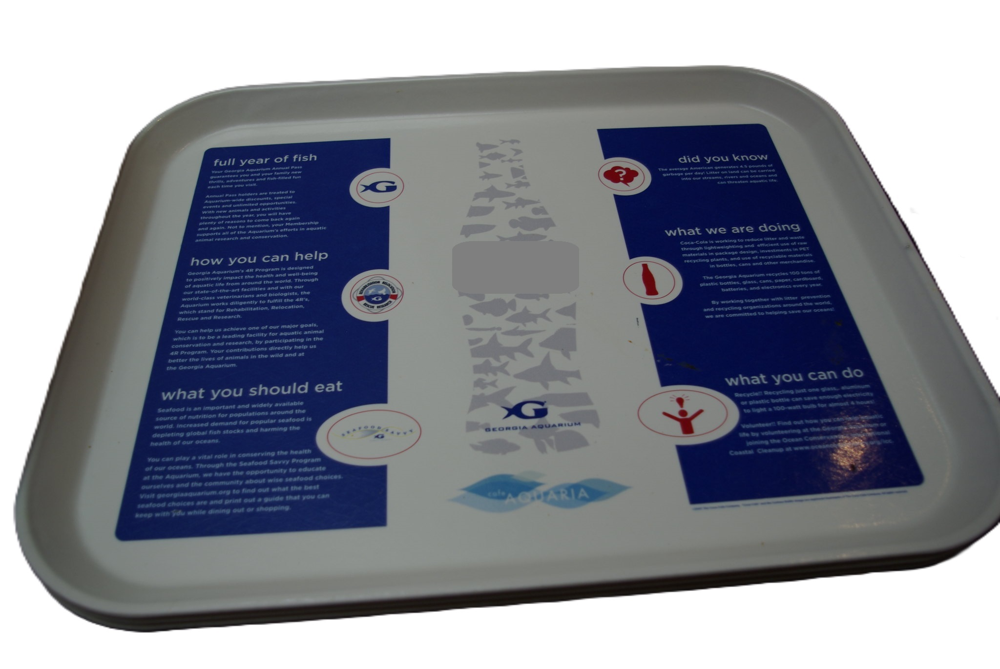 full year of fish
Your Georgia Aquarium Annual Pass
guarantees you and your family new
thrills, adventures and fish-filled fun
each time you visit.
Annual Pass holders are treated to
Aquarium-wide discounts, special
events and unlimited opportunities.
With new animals and activities
throughout the year, you will have
plenty of reasons to come back again
and again. Not to mention, your Membership
supports all of the Aquarium's efforts in aquatic
animal research and conservation.
G
how you can help
Georgia Aquarium's 4R Program is designed
to positively impact the health and well-being
of aquatic life from around the world. Through
our state-of-the-art facilities and with our
world-class veterinarians and biologists, the
Aquarium works diligently to fulfill the 4R's,
which stand for Rehabilitation, Relocation,
Rescue and Research.
You can help us achieve one of our major goals,
which is to be a leading facility for aquatic animal
conservation and research, by participating in the
4R Program. Your contributions directly help us
better the lives of animals in the wild and at
the Georgia Aquarium.
REHABILITATION RELOCATION
G
RESCUE RESEARCH
what you should eat
Seafood is an important and widely available
source of nutrition for populations around the
world. Increased demand for popular seafood is
depleting global fish stocks and harming the
health of our oceans.
You can play a vital role in conserving the health
of our oceans. Through the Seafood Savvy Program
at the Aquarium, we have the opportunity to educate
ourselves and the community about wise seafood choices.
Visit georgiaaquarium.org to find out what the best
seafood choices are and print out a guide that you can
keep with you while dining out or shopping.
SEAFOOD SAVVY
G
G
GEORGIA AQUARIUM
cafe
AQUARIA
did you know
The average American generates 4.5 pounds of
garbage per day! Litter on land can be carried
into our streams, rivers and oceans and
can threaten aquatic life.
?
what we are doing
Coca-Cola is working to reduce litter and waste
through lightweighting and efficient use of raw
materials in package design, investments in PET
recycling plants, and use of recyclable materials
in bottles, cans and other merchandise.
The Georgia Aquarium recycles 100 tons of
plastic bottles, glass, cans, paper, cardboard,
batteries, and electronics every year.
By working together with litter prevention
and recycling organizations around the world,
we are committed to helping save our oceans!
what you can do
Recycle!! Recycling just one glass, aluminum
or plastic bottle can save enough electricity
to light a 100-watt bulb for almost 4 hours!
Volunteer!! Find out how you can aquatic
life by volunteering at the Georgia or
joining the Ocean
Coastal Cleanup at